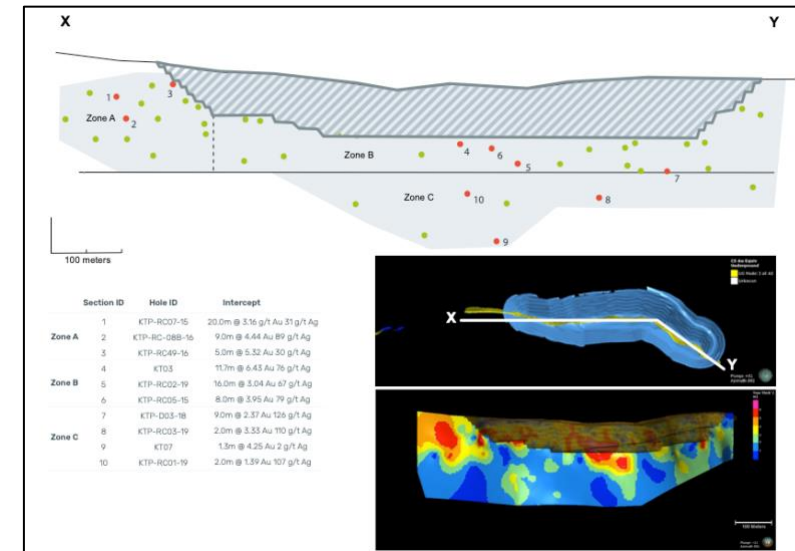 X Y
1
2
3
Zone A
4
6
5
7
Zone B
Zone C
10
8
9
100 meters
Section ID Hole ID Intercept
1 KTP-RC07-15 20.0m @ 3.16 g/t Au 31 g/t Ag
Zone A 2 KTP-RC-08B-16 9.0m @ 4.44 Au 89 g/t Ag
3 KTP-RC49-16 5.0m @ 5.32 Au 30 g/t Ag
4 KT03 11.7m @ 6.43 Au 76 g/t Ag
Zone B 5 KTP-RC02-19 16.0m @ 3.04 Au 67 g/t Ag
6 KTP-RC05-15 8.0m @ 3.95 Au 79 g/t Ag
7 KTP-D03-18 9.0m @ 2.37 Au 126 g/t Ag
Zone C 8 KTP-RC03-19 2.0m @ 3.33 Au 110 g/t Ag
9 KT07 1.3m @ 4.25 Au 2 g/t Ag
10 KTP-RC01-19 2.0m @ 1.39 Au 107 g/t Ag
X
Y
Underground
100 Meters